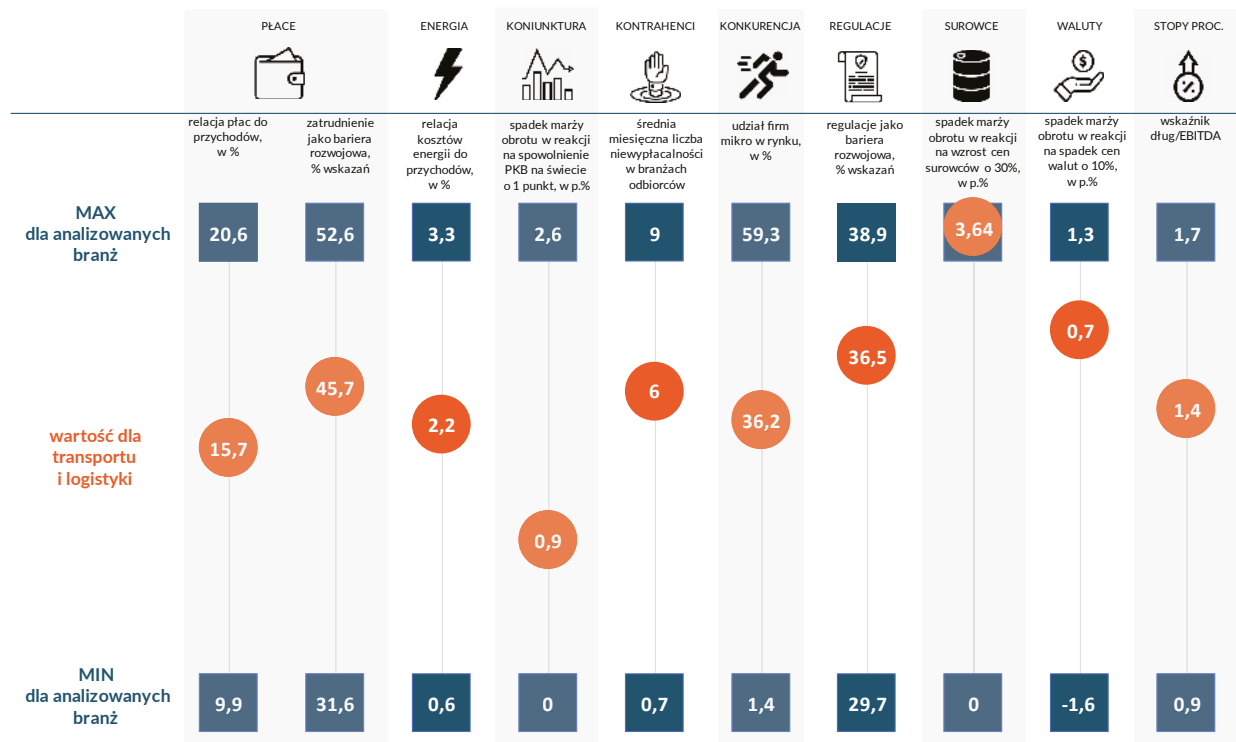 PŁACE
ENERGIA
KONIUNKTURA
KONTRAHENCI
KONKURENCJA
REGULACJE
SUROWCE
WALUTY
STOPY PROC.
relacja płac do
przychodów,
w %
zatrudnienie
jako bariera
rozwojowa,
% wskazań
relacja
kosztów
energii do
przychodów,
w %
spadek marży
obrotu w reakcji
na spowolnienie
PKB na świecie
o 1 punkt, w p.%
średnia
miesięczna liczba
niewypłacalności
w branżach
odbiorców
udział firm
mikro w rynku,
w %
regulacje jako
bariera
rozwojowa,
% wskazań
spadek marży
obrotu w reakcji
na wzrost cen
surowców o 30%,
w p.%
spadek marży
obrotu w reakcji
na spadek cen
walut o 10%,
w p.%
wskaźnik
dług/EBITDA
MAX
dla analizowanych
branż
20,6
52,6
3,3
2,6
9
59,3
38,9
3,64
1,3
1,7
wartość dla
transportu
i logistyki
15,7
45,7
2,2
0,9
6
36,2
36,5
0,7
1,4
MIN
dla analizowanych
branż
9,9
31,6
0,6
0
0,7
1,4
29,7
0
-1,6
0,9